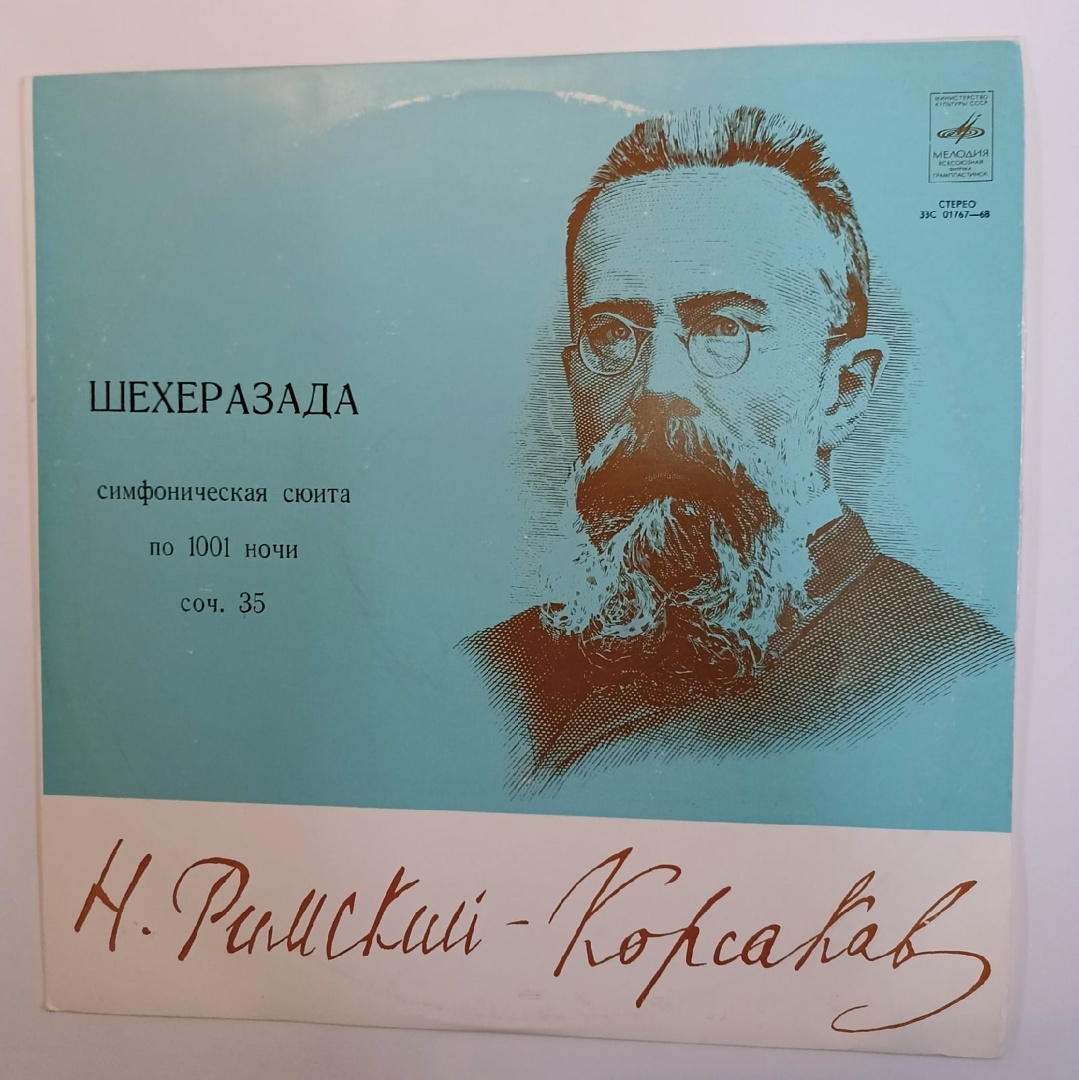 МИНИСТЕРСТВО
КУЛЬТУРЫ СССР
МЕЛОДИЯ
ВСЕСОЮЗНАЯ
ФИРМА
ГРАМПЛАСТИНОК
СТЕРЕО
33С 01767—68
ШЕХЕРАЗАДА
симфоническая сюита
по 1001 ночи
соч. 35
Н. Римскій-Корсаков